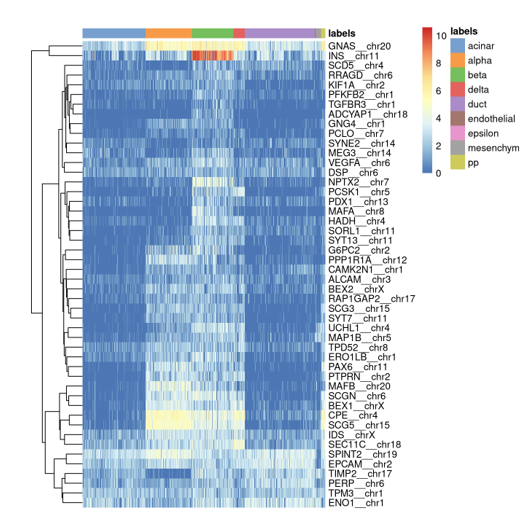 labels
GNAS__chr20
INS__chr11
SCD5__chr4
RRAGD__chr6
KIF1A__chr2
PFKFB2__chr1
TGFBR3__chr1
ADCYAP1__chr18
GNG4__chr1
PCLO__chr7
SYNE2__chr14
MEG3__chr14
VEGFA__chr6
DSP__chr6
NPTX2__chr7
PCSK1__chr5
PDX1__chr13
MAFA__chr8
HADH__chr4
SORL1__chr11
SYT13__chr11
G6PC2__chr2
PPP1R1A__chr12
CAMK2N1__chr1
ALCAM__chr3
BEX2__chrX
RAP1GAP2__chr17
SCG3__chr15
SYT7__chr11
UCHL1__chr4
MAP1B__chr5
TPD52__chr8
ERO1LB__chr1
PAX6__chr11
PTPRN__chr2
MAFB__chr20
SCGN__chr6
BEX1__chrX
CPE__chr4
SCG5__chr15
IDS__chrX
SEC11C__chr18
SPINT2__chr19
EPCAM__chr2
TIMP2__chr17
PERP__chr6
TPM3__chr1
ENO1__chr1
10
8
6
4
2
0
labels
acinar
alpha
beta
delta
duct
endothelial
epsilon
mesenchym
pp